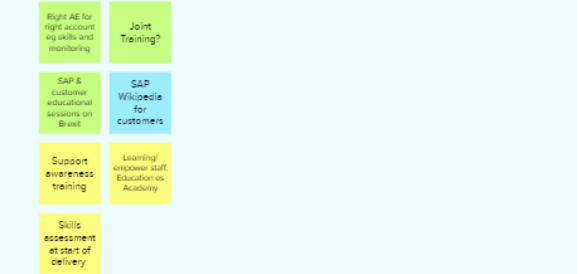 Right AE for
right account
eg skills and
monitoring
Joint
Training?
SAP &
customer
educational
sessions on
Brexit
SAP
Wikipedia
for
customers
Support
awareness
training
Learning/
empower staff.
Education es
Academy
Skills
assessment
at start of
delivery